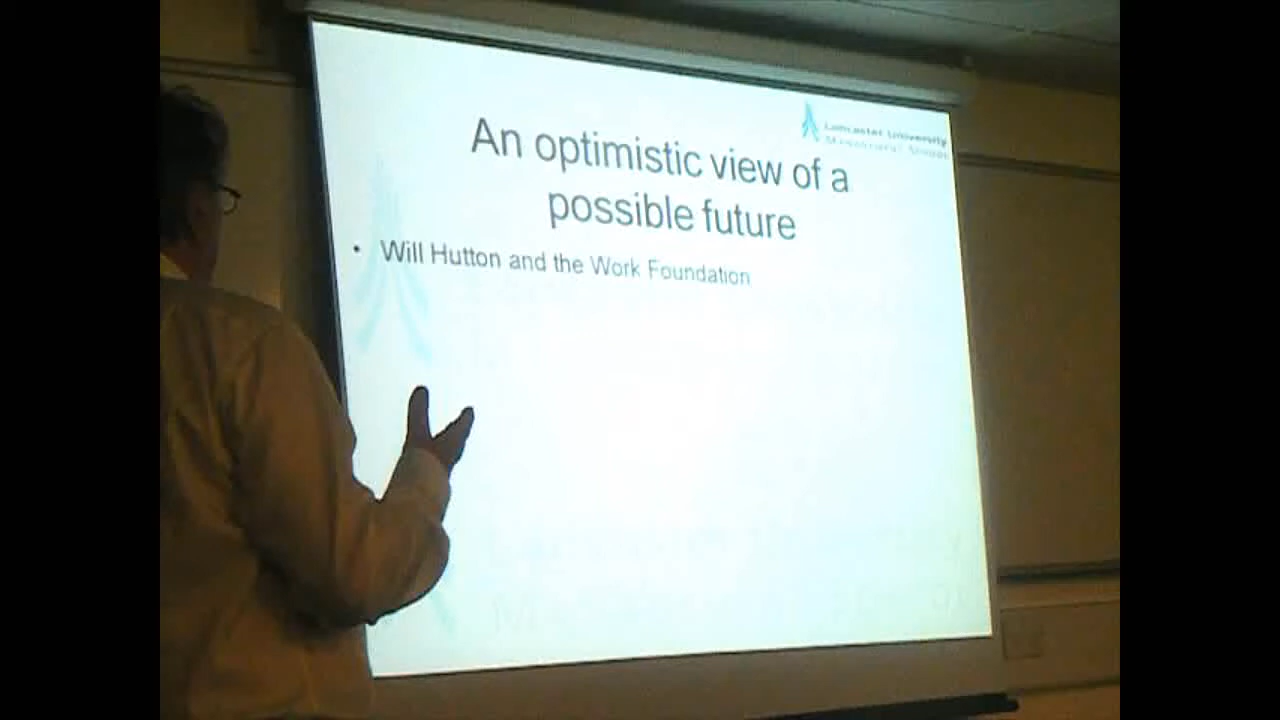 Lancaster University
Management School
An optimistic view of a
possible future
• Will Hutton and the Work Foundation